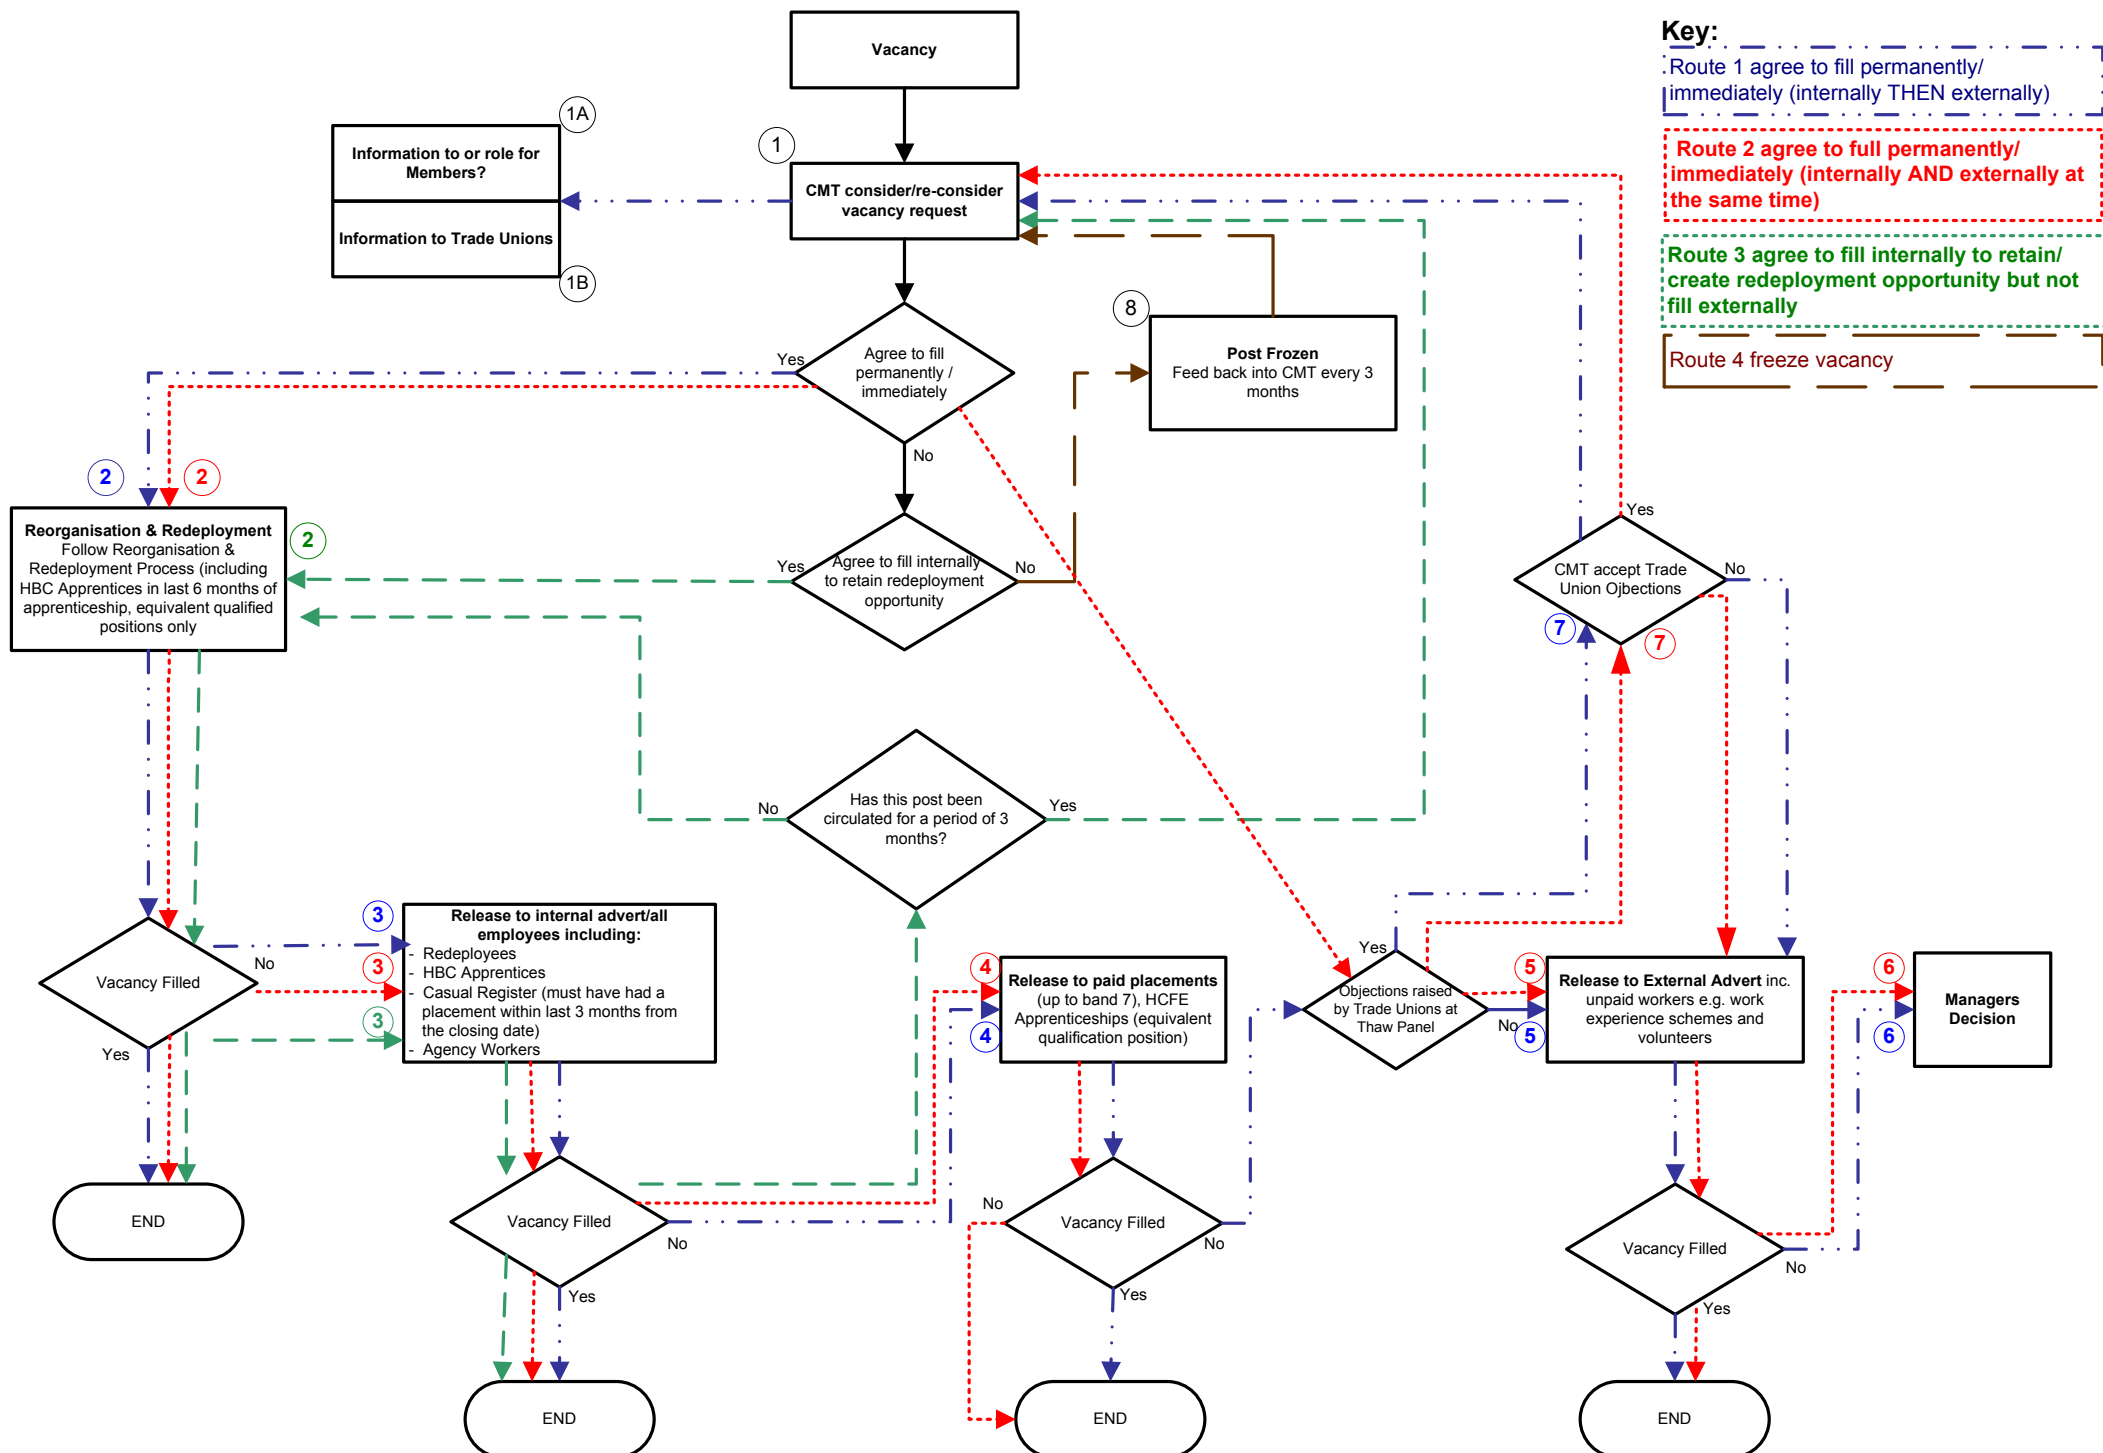 Vacancy
Key:
Route 1 agree to fill permanently/
immediately (internally THEN externally)
Route 2 agree to full permanently/
immediately (internally AND externally at
the same time)
Route 3 agree to fill internally to retain/
create redeployment opportunity but not
fill externally
Route 4 freeze vacancy
1A
Information to or role for
Members?
Information to Trade Unions
1B
1
CMT consider/re-consider
vacancy request
8
Post Frozen
Feed back into CMT every 3
months
Yes
Agree to fill
permanently /
immediately
No
2
2
Reorganisation & Redeployment
Follow Reorganisation &
Redeployment Process (including
HBC Apprentices in last 6 months of
apprenticeship, equivalent qualified
positions only
2
Yes
Agree to fill internally
to retain redeployment
opportunity
No
Yes
CMT accept Trade
Union Ojbections
No
7
7
No
Has this post been
circulated for a period of 3
months?
Yes
Vacancy Filled
No
Yes
3
3
3
Release to internal advert/all
employees including:
- Redeployees
- HBC Apprentices
- Casual Register (must have had a
placement within last 3 months from
the closing date)
- Agency Workers
4
4
Release to paid placements
(up to band 7), HCFE
Apprenticeships (equivalent
qualification position)
Yes
Objections raised
by Trade Unions at
Thaw Panel
No
5
5
Release to External Advert inc.
unpaid workers e.g. work
experience schemes and
volunteers
6
6
Managers
Decision
END
Vacancy Filled
No
Yes
No
Vacancy Filled
No
Yes
Vacancy Filled
No
Yes
END
END
END